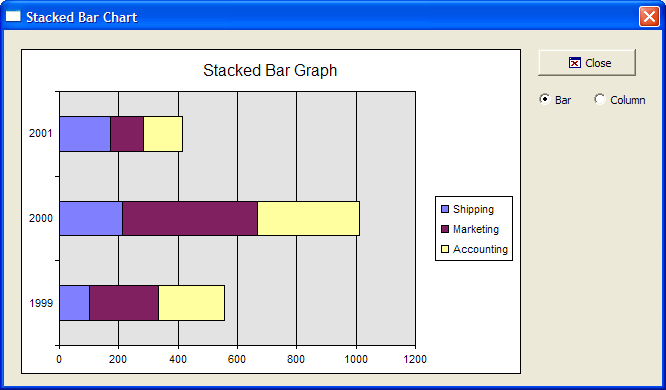 Stacked Bar Chart
Close
Bar Column
Stacked Bar Graph
2001
2000
1999
0 200 400 600 800 1000 1200
Shipping
Marketing
Accounting